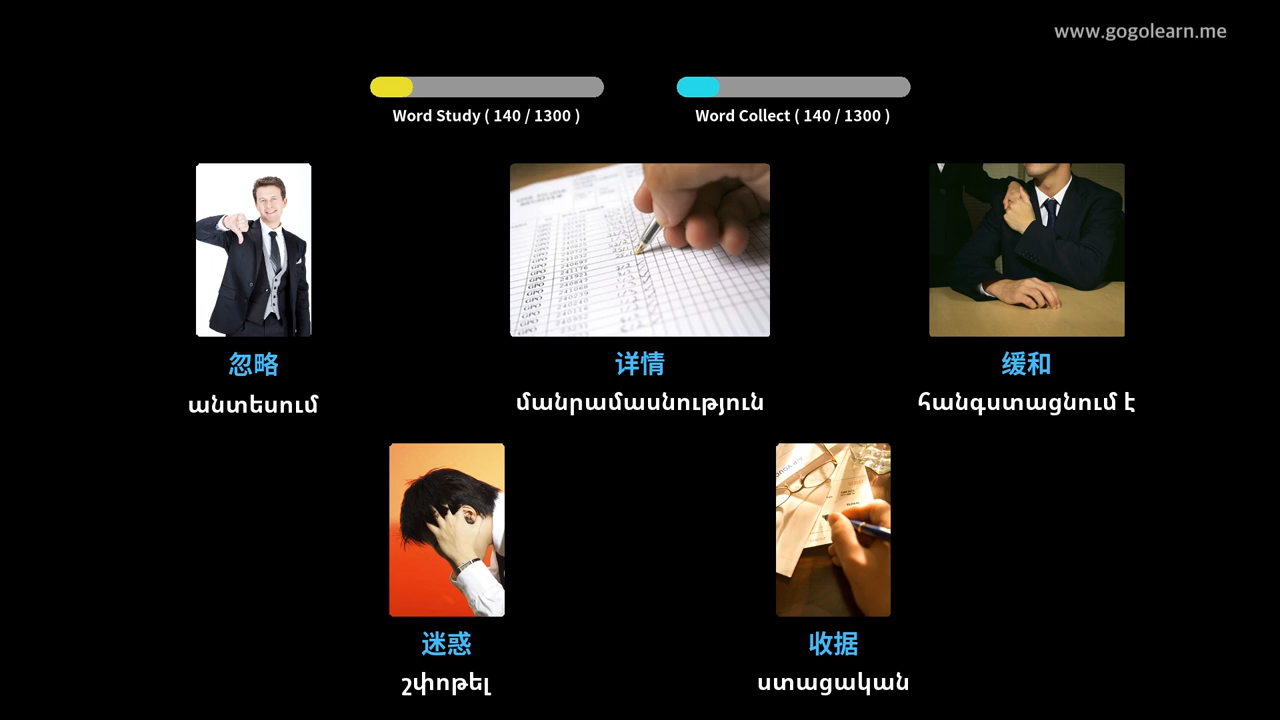 www.gogolearn.me
Word Study ( 140 / 1300 )
Word Collect ( 140 / 1300 )
忽略
անտեսում
详情
մանրամասնություն
缓和
հանգստացնում է
迷惑
շփոթել
收据
ստացական